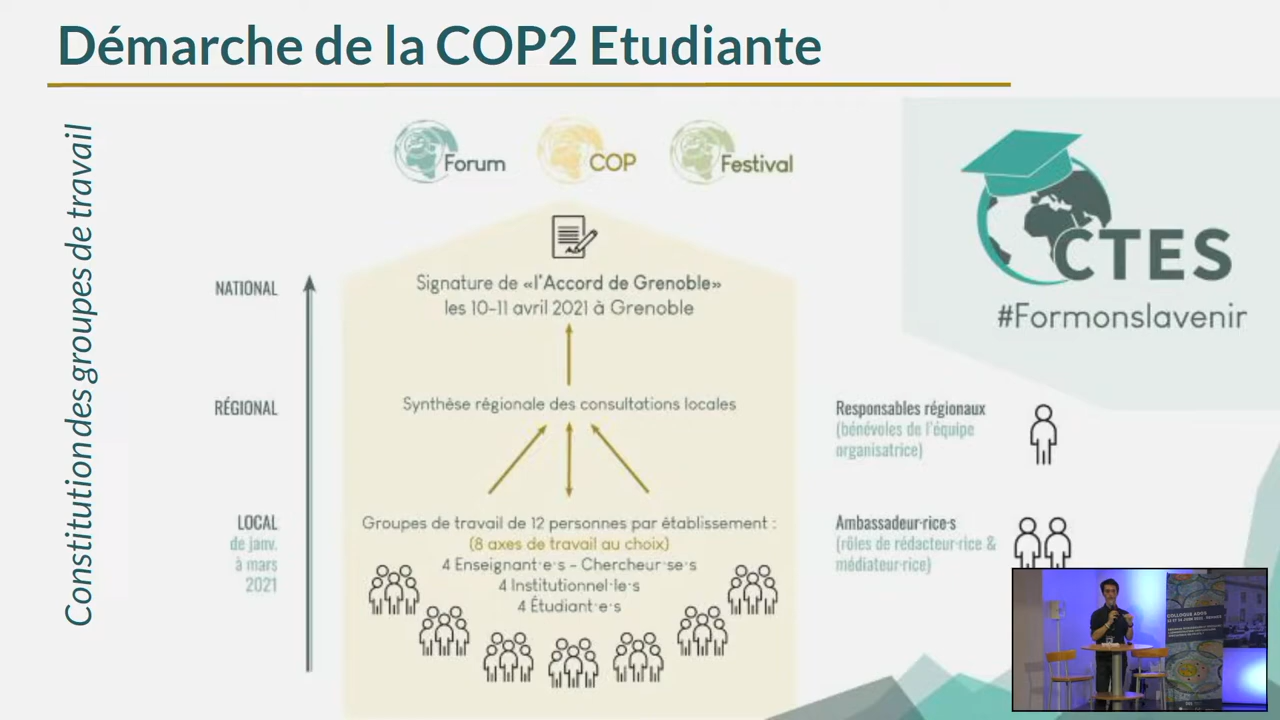 Démarche de la COP2 Etudiante
Constitution des groupes de travail
Forum
COP
Festival
CTES
#Formonslavenir
NATIONAL
Signature de «l'Accord de Grenoble»
les 10-11 avril 2021 à Grenoble
RÉGIONAL
Synthèse régionale des consultations locales
Responsables régionaux
(bénévoles de l'équipe
organisatrice)
LOCAL
de janv.
à mars
2021
Groupes de travail de 12 personnes par établissement :
(8 axes de travail au choix)
4 Enseignant·e·s - Chercheur·se·s
4 Institutionnel·le·s
4 Étudiant·e·s
Ambassadeur·rice·s
(rôles de rédacteur·rice &
médiateur·rice)
COLLOQUE